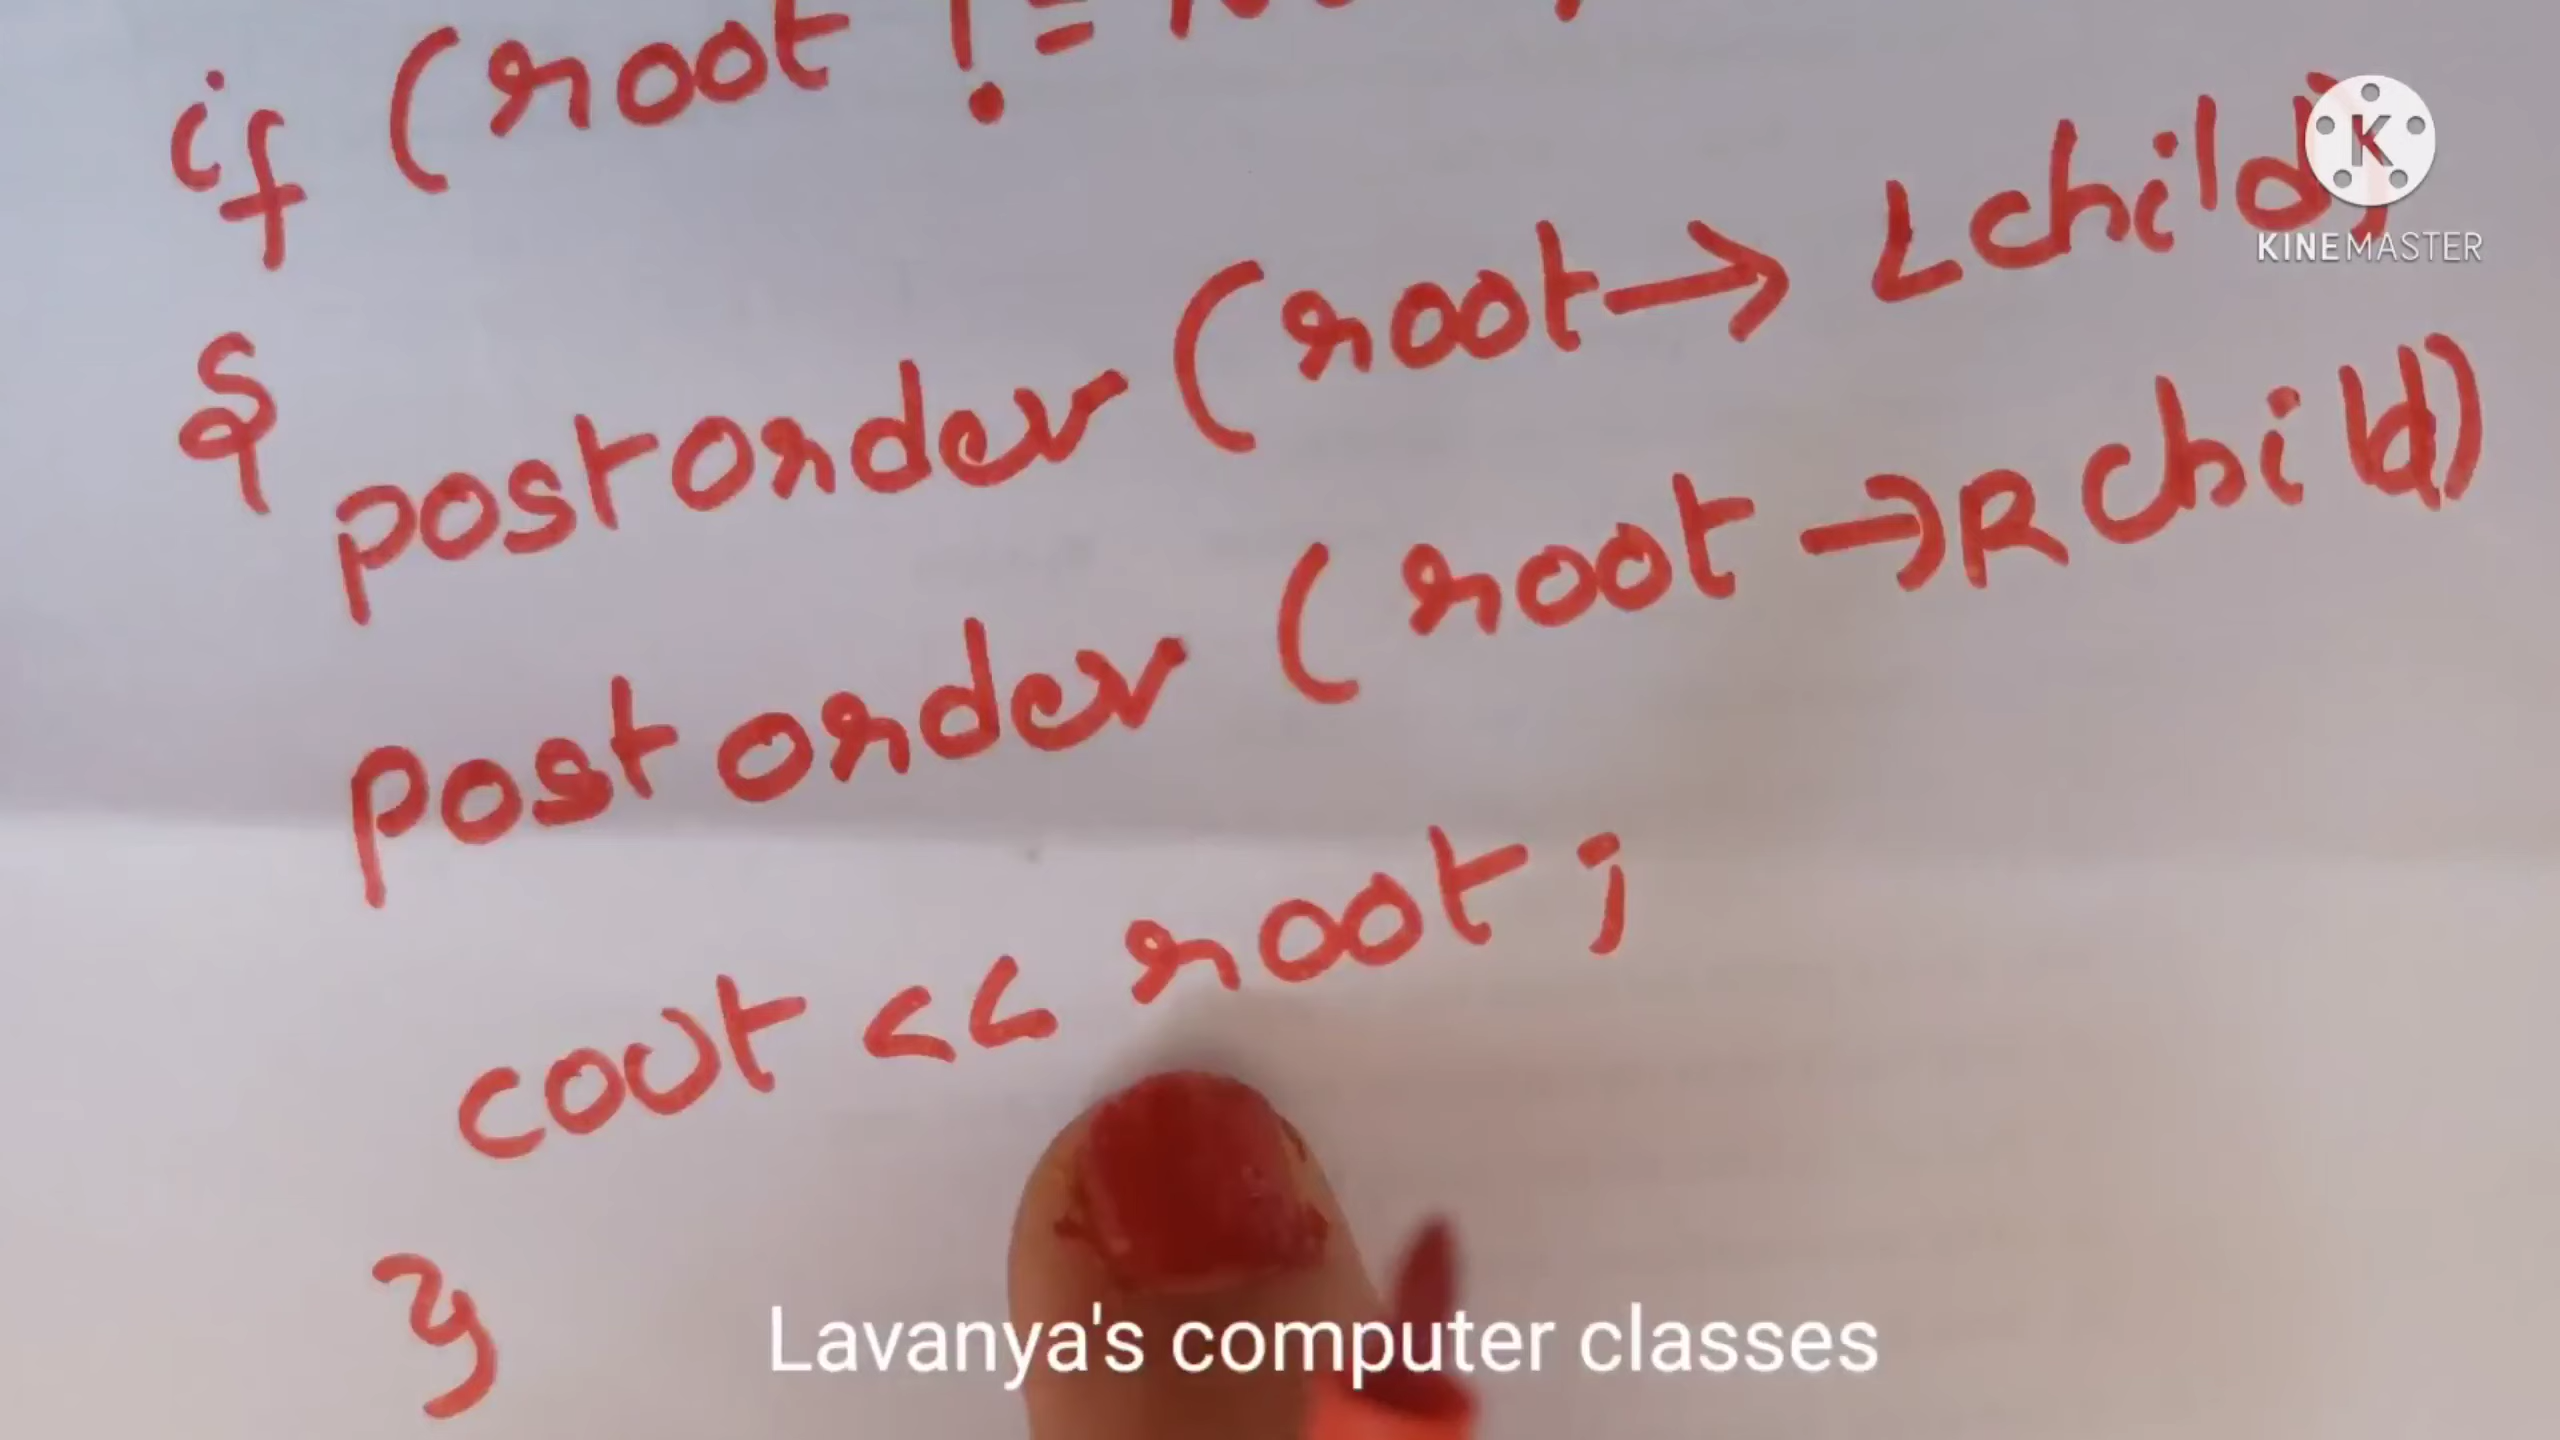 if (root !=
{
postorder (root → Lchild)
postorder (root → Rchild)
cout << root ;
}
K
KINEMASTER
Lavanya's computer classes